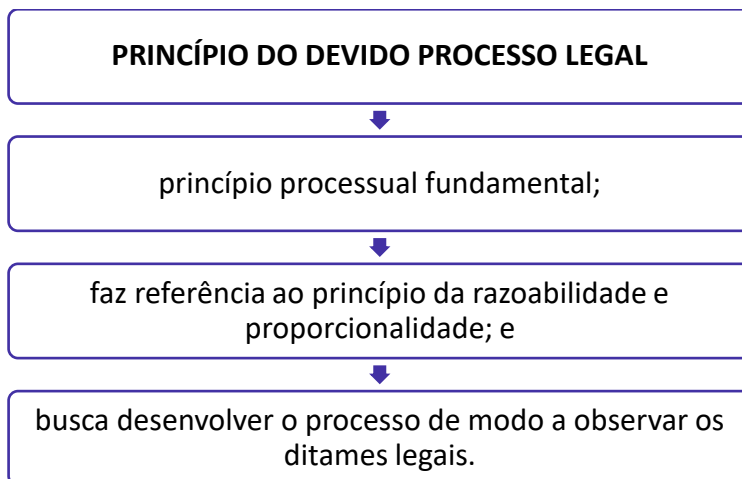 PRINCÍPIO DO DEVIDO PROCESSO LEGAL
princípio processual fundamental;
faz referência ao princípio da razoabilidade e
proporcionalidade; e
busca desenvolver o processo de modo a observar os
ditames legais.